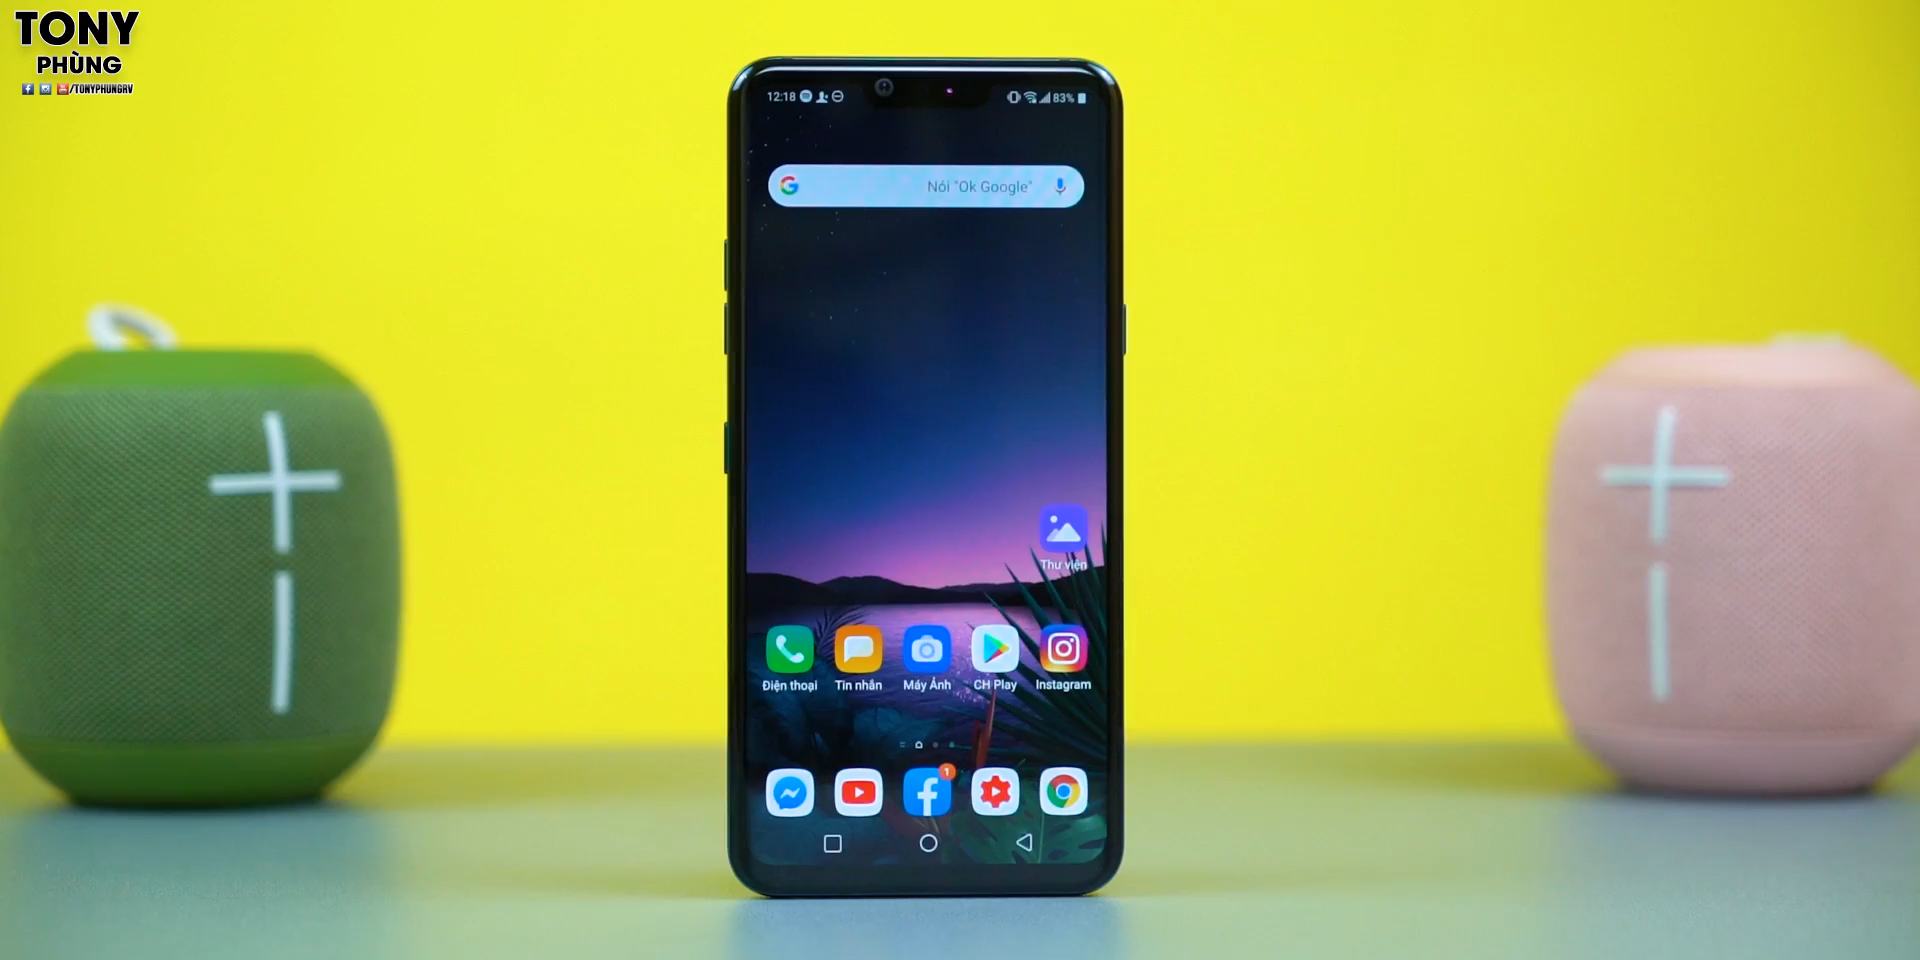 TONY
PHÙNG
/TONYPHUNGRV
12:18
83%
Nói "Ok Google"
Thư viện
Điện thoại
Tin nhắn
Máy Ảnh
CH Play
Instagram
1